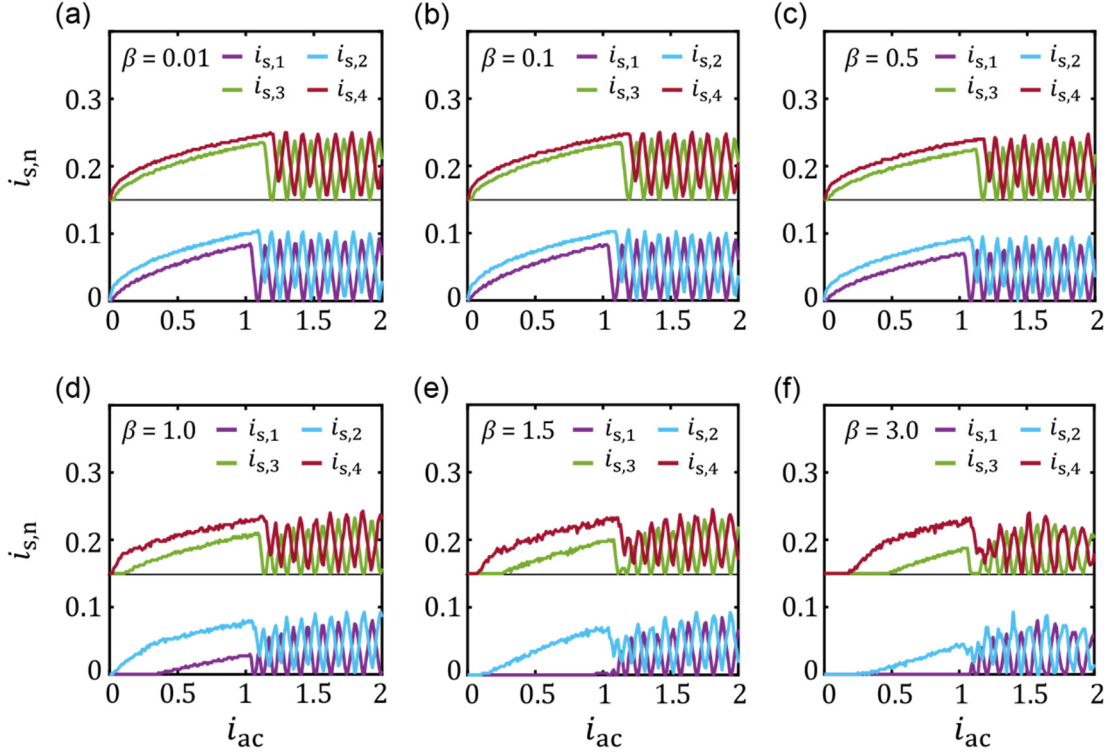 (a)
β = 0.01 i_s,1 i_s,2
i_s,3 i_s,4
0.3
0.2
0.1
0
i_s,n
0 0.5 1 1.5 2
(b)
β = 0.1 i_s,1 i_s,2
i_s,3 i_s,4
0 0.5 1 1.5 2
(c)
β = 0.5 i_s,1 i_s,2
i_s,3 i_s,4
0 0.5 1 1.5 2
(d)
β = 1.0 i_s,1 i_s,2
i_s,3 i_s,4
0.3
0.2
0.1
0
i_s,n
0 0.5 1 1.5 2
i_ac
(e)
β = 1.5 i_s,1 i_s,2
i_s,3 i_s,4
0 0.5 1 1.5 2
i_ac
(f)
β = 3.0 i_s,1 i_s,2
i_s,3 i_s,4
0 0.5 1 1.5 2
i_ac